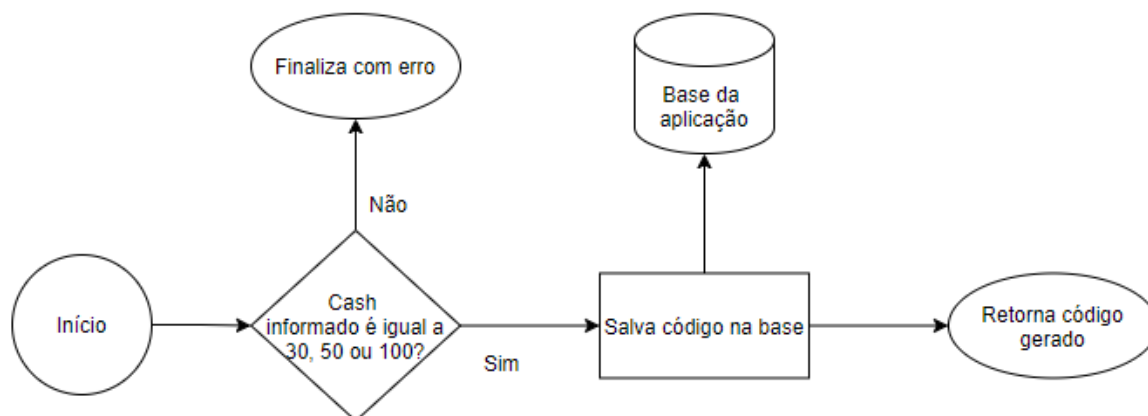 Finaliza com erro
Base da
aplicação
Não
Início
Cash
informado é igual a
30, 50 ou 100?
Sim
Salva código na base
Retorna código
gerado